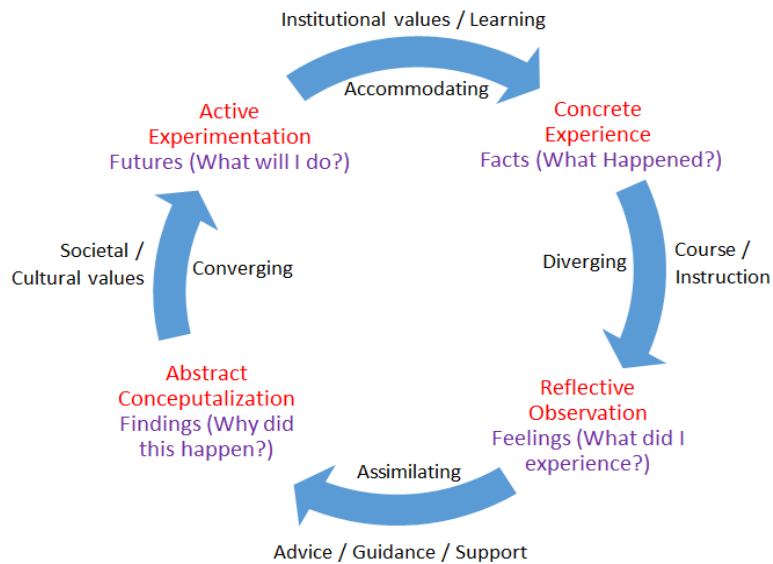 Institutional values / Learning
Accommodating
Active
Experimentation
Futures (What will I do?)
Concrete
Experience
Facts (What Happened?)
Societal /
Cultural values
Converging
Diverging
Course /
Instruction
Abstract
Conceputalization
Findings (Why did
this happen?)
Reflective
Observation
Feelings (What did I
experience?)
Assimilating
Advice / Guidance / Support